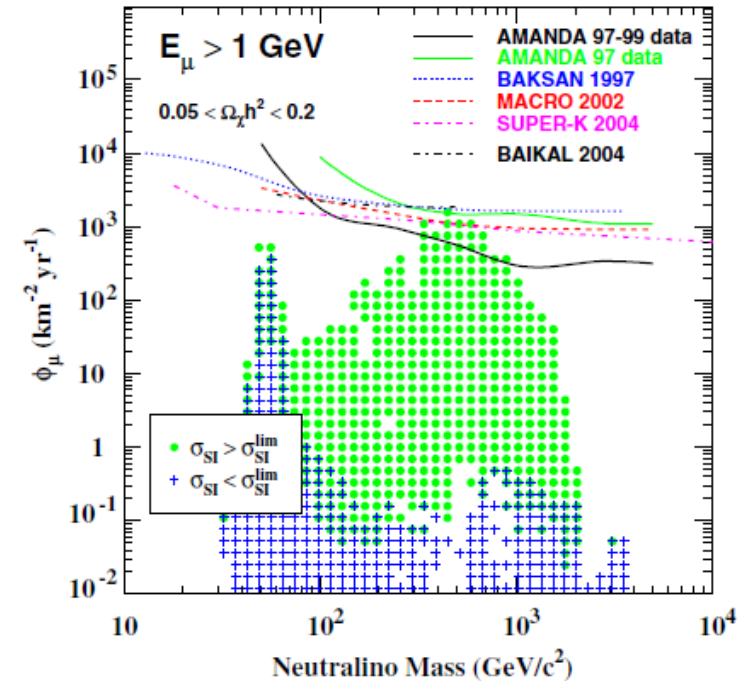 E_μ > 1 GeV
0.05 < Ω_χh² < 0.2
AMANDA 97-99 data
AMANDA 97 data
BAKSAN 1997
MACRO 2002
SUPER-K 2004
BAIKAL 2004
10⁵
10⁴
10³
10²
10
1
10⁻¹
10⁻²
ϕ_μ (km⁻² yr⁻¹)
σ_SI > σ_SI^lim
σ_SI < σ_SI^lim
10 10² 10³ 10⁴
Neutralino Mass (GeV/c²)